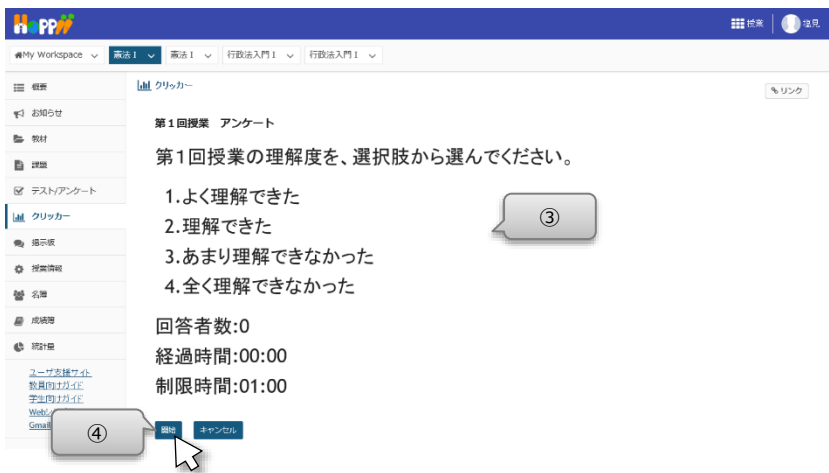 Hoppii
授業
塩見
My Workspace
憲法Ⅰ
憲法Ⅰ
行政法入門Ⅰ
行政法入門Ⅰ
概要
お知らせ
教材
課題
テスト/アンケート
クリッカー
掲示板
授業情報
名簿
成績簿
統計量
ユーザ支援サイト
教員向けガイド
学生向けガイド
Web
Gmail
クリッカー
リンク
第1回授業 アンケート
第1回授業の理解度を、選択肢から選んでください。
1.よく理解できた
2.理解できた
3.あまり理解できなかった
4.全く理解できなかった
③
回答者数:0
経過時間:00:00
制限時間:01:00
④
開始
キャンセル